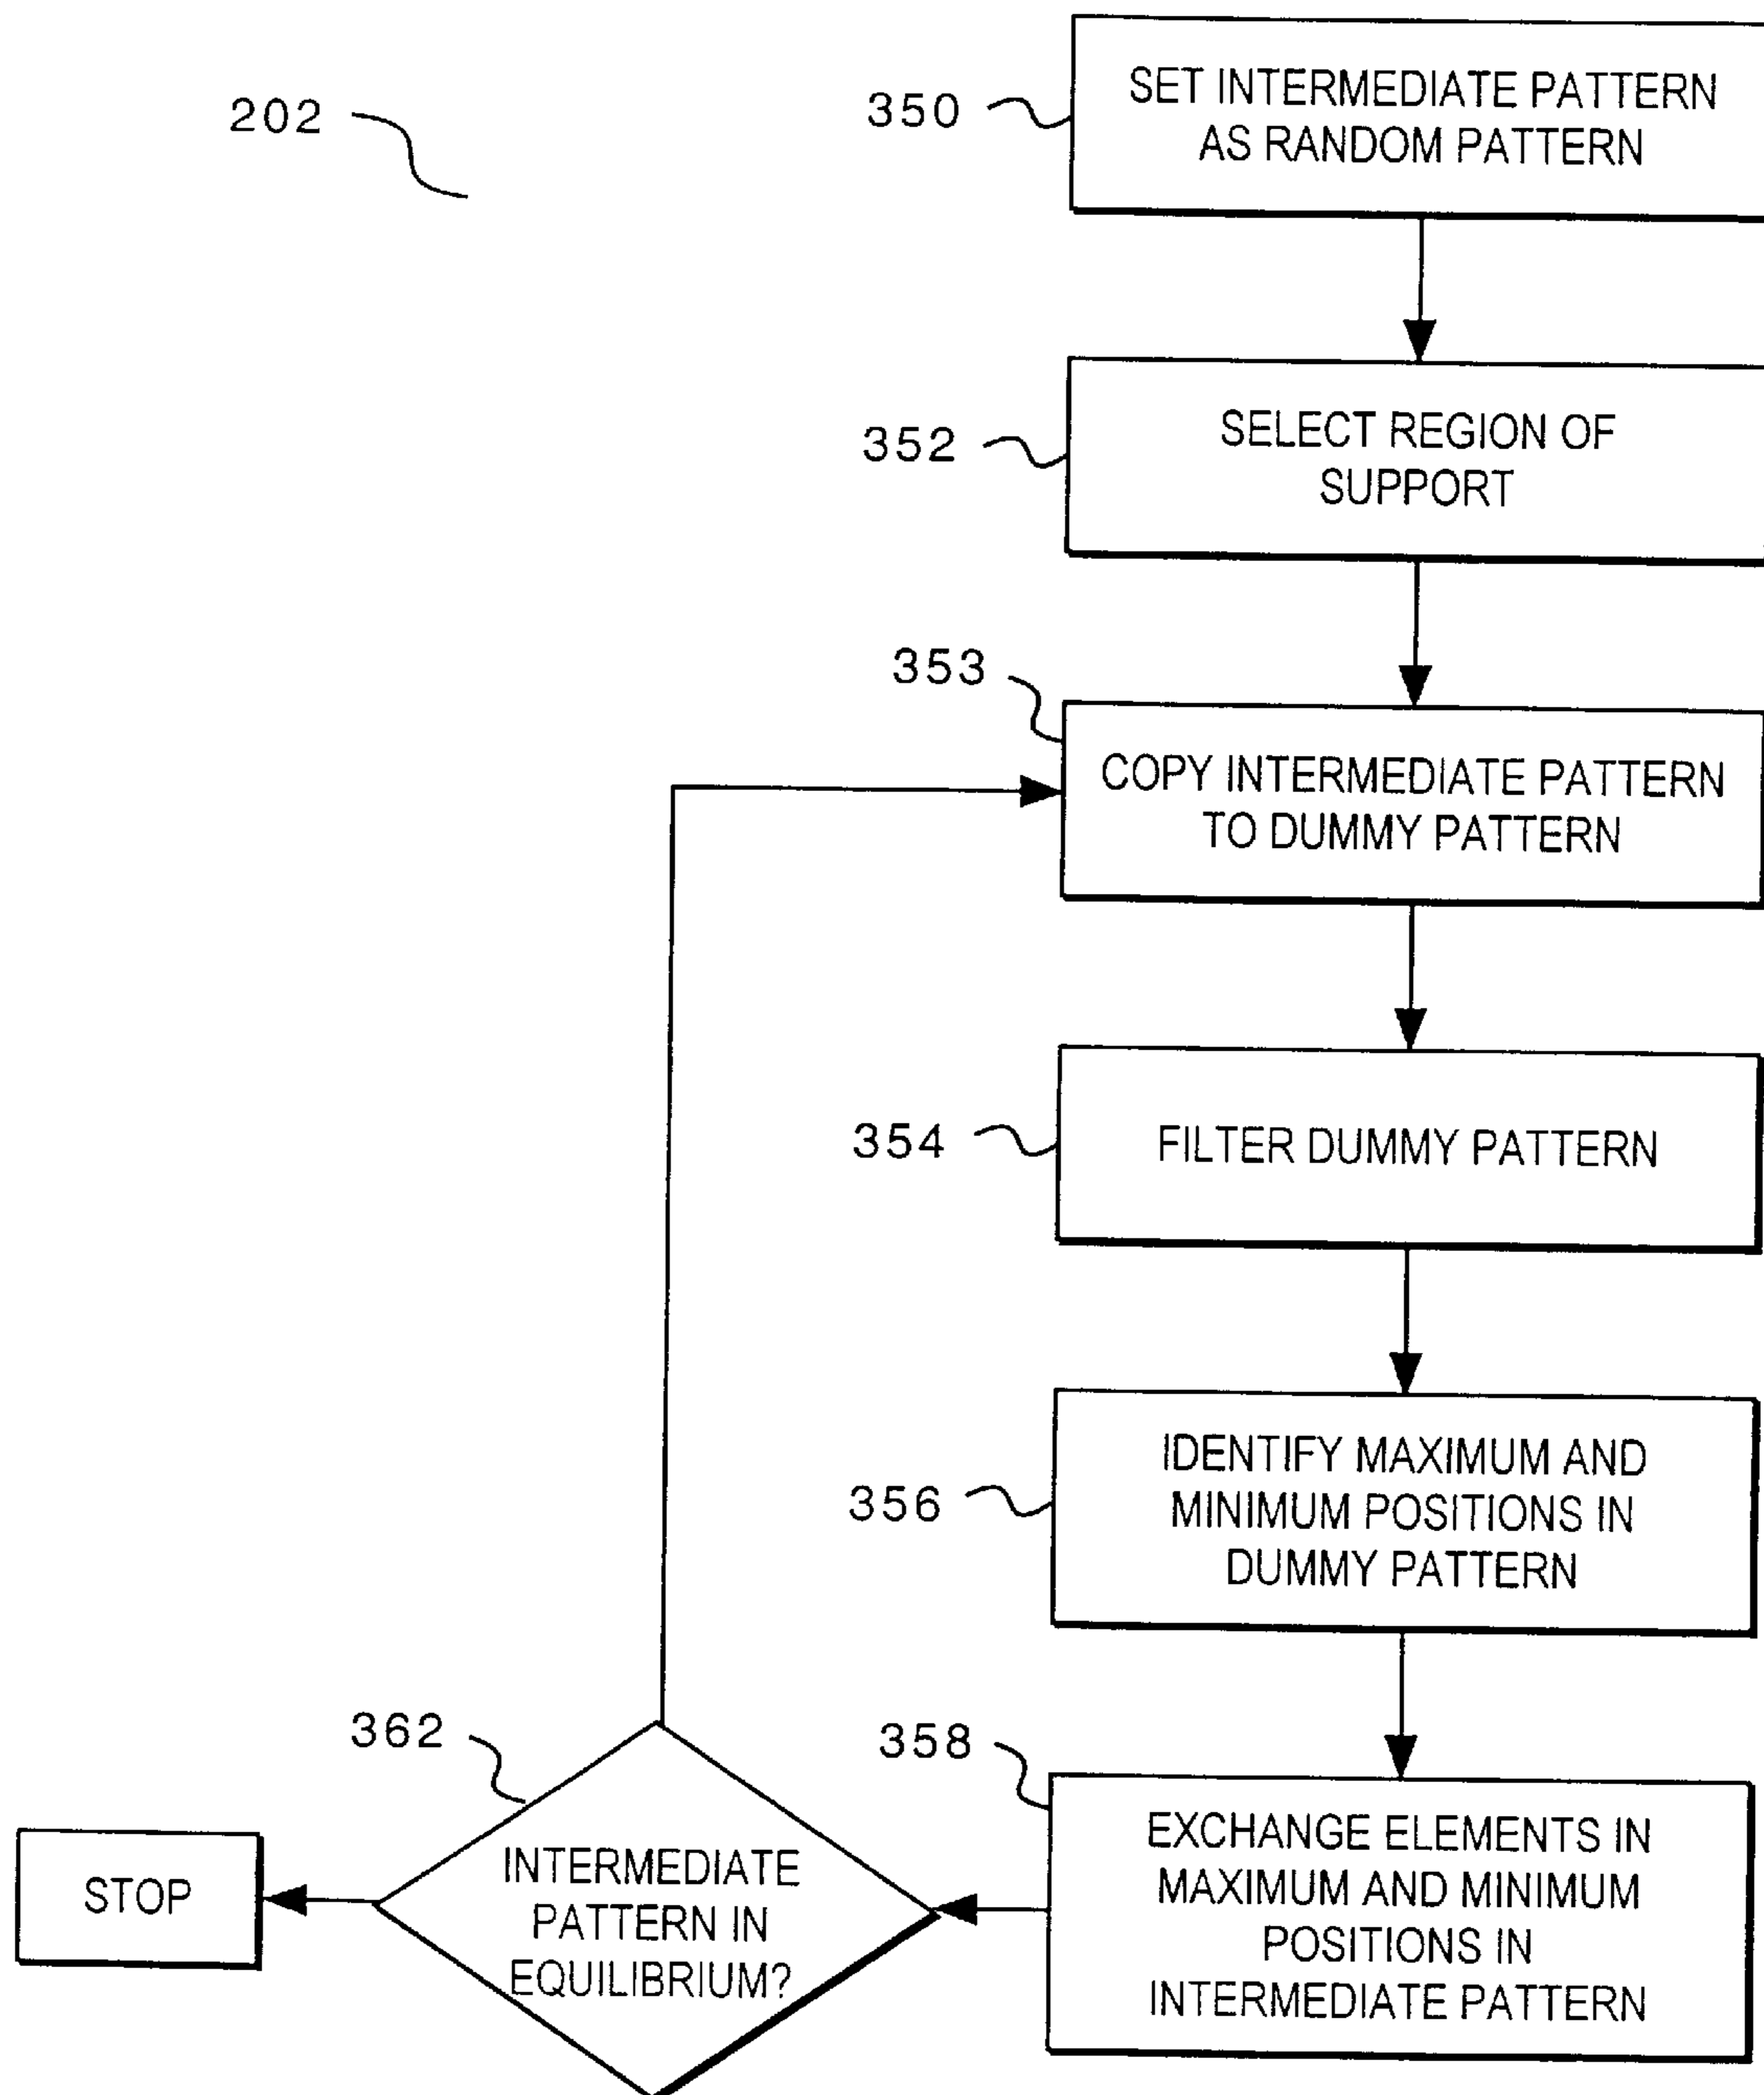 202
350
SET INTERMEDIATE PATTERN
AS RANDOM PATTERN
352
SELECT REGION OF
SUPPORT
353
COPY INTERMEDIATE PATTERN
TO DUMMY PATTERN
354
FILTER DUMMY PATTERN
356
IDENTIFY MAXIMUM AND
MINIMUM POSITIONS IN
DUMMY PATTERN
358
EXCHANGE ELEMENTS IN
MAXIMUM AND MINIMUM
POSITIONS IN
INTERMEDIATE PATTERN
362
INTERMEDIATE
PATTERN IN
EQUILIBRIUM?
STOP